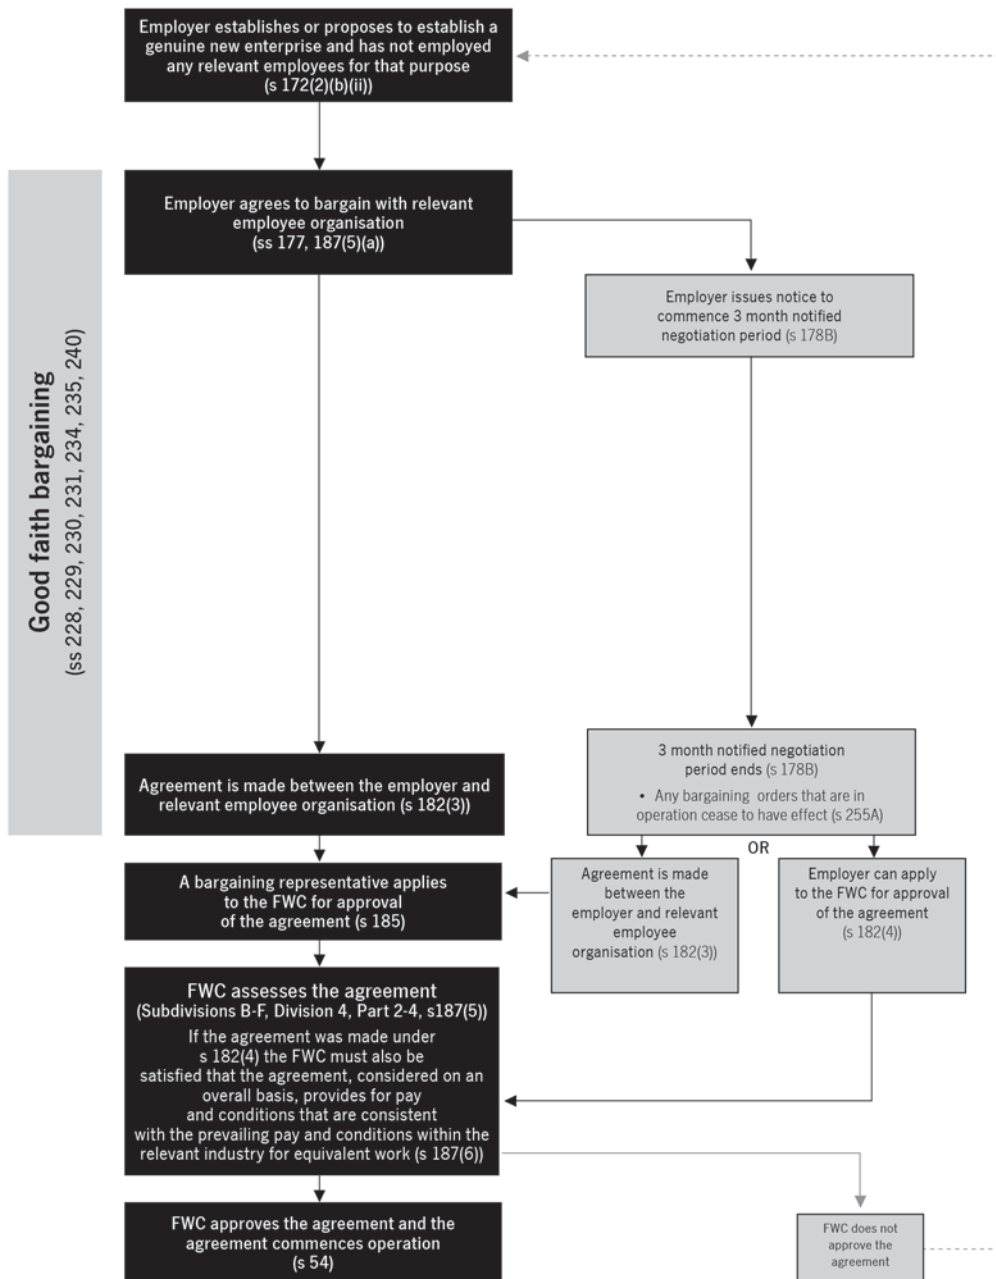 Employer establishes or proposes to establish a
genuine new enterprise and has not employed
any relevant employees for that purpose
(s 172(2)(b)(ii))
Good faith bargaining
(ss 228, 229, 230, 231, 234, 235, 240)
Employer agrees to bargain with relevant
employee organisation
(ss 177, 187(5)(a))
Employer issues notice to
commence 3 month notified
negotiation period (s 178B)
3 month notified negotiation
period ends (s 178B)
• Any bargaining orders that are in
operation cease to have effect (s 255A)
Agreement is made between the employer and
relevant employee organisation (s 182(3))
OR
Agreement is made
between the
employer and relevant
employee
organisation (s 182(3))
Employer can apply
to the FWC for approval
of the agreement
(s 182(4))
A bargaining representative applies
to the FWC for approval
of the agreement (s 185)
FWC assesses the agreement
(Subdivisions B-F, Division 4, Part 2-4, s187(5))
If the agreement was made under
s 182(4) the FWC must also be
satisfied that the agreement, considered on an
overall basis, provides for pay
and conditions that are consistent
with the prevailing pay and conditions within the
relevant industry for equivalent work (s 187(6))
FWC approves the agreement and the
agreement commences operation
(s 54)
FWC does not
approve the
agreement